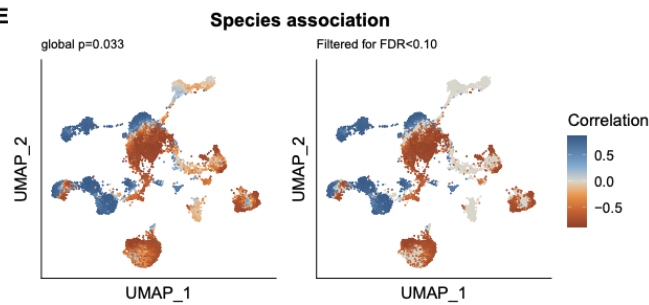 E
Species association
global p=0.033
Filtered for FDR<0.10
UMAP_2
UMAP_1
UMAP_2
UMAP_1
Correlation
0.5
0.0
−0.5